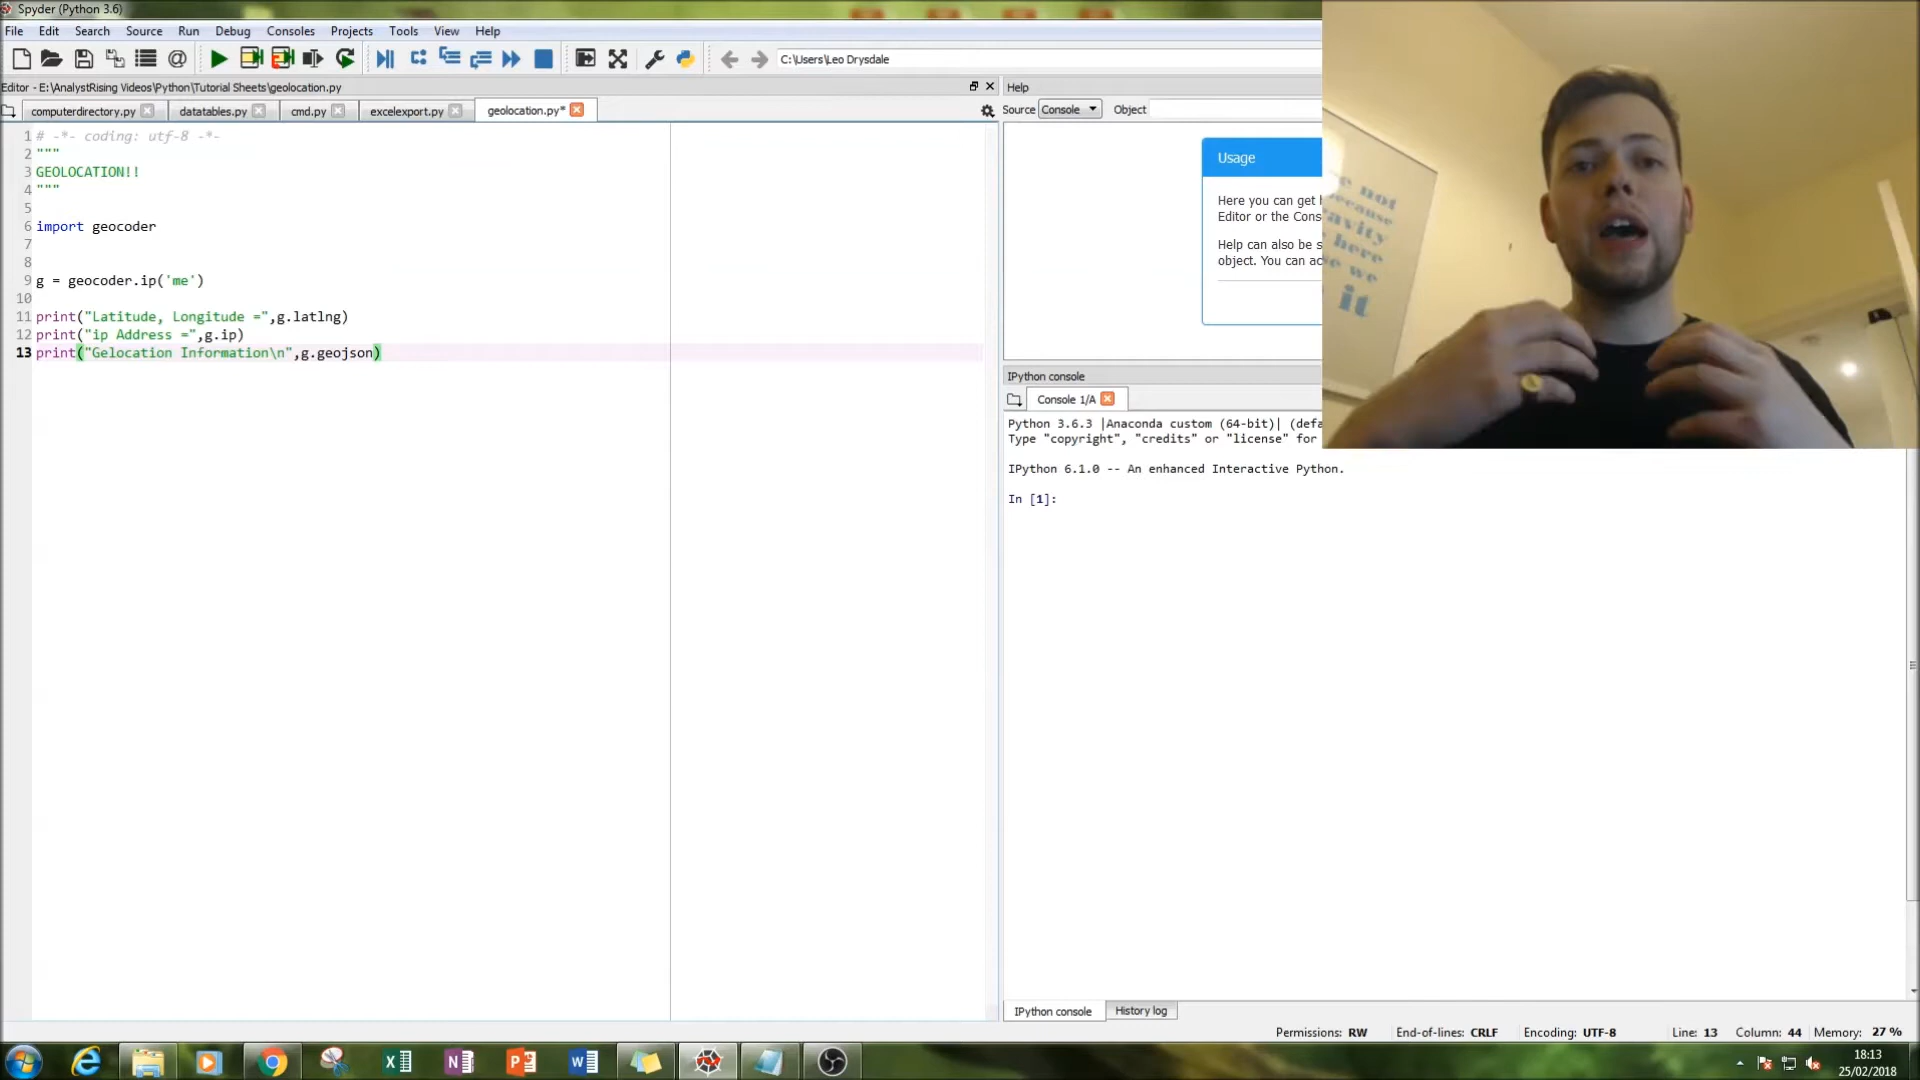 Spyder (Python 3.6)
File Edit Search Source Run Debug Consoles Projects Tools View Help
C:\Users\Leo Drysdale
Editor - E:\AnalystRising Videos\Python\Tutorial Sheets\geolocation.py
computerdirectory.py datatables.py cmd.py excelexport.py geolocation.py*
1 # -*- coding: utf-8 -*-
2 """
3 GEOLOCATION!!
4 """
5
6 import geocoder
7
8
9 g = geocoder.ip('me')
10
11 print("Latitude, Longitude =",g.latlng)
12 print("ip Address =",g.ip)
13 print("Gelocation Information\n",g.geojson)
Help
Source Console Object
Usage
Here you can get
Editor or the Cons
Help can also be s
object. You can ac
not
because
it
IPython console
Console 1/A
Python 3.6.3 |Anaconda custom (64-bit)| (defa
Type "copyright", "credits" or "license" for
IPython 6.1.0 -- An enhanced Interactive Python.
In [1]:
IPython console History log
Permissions: RW End-of-lines: CRLF Encoding: UTF-8 Line: 13 Column: 44 Memory: 27 %
18:13
25/02/2018